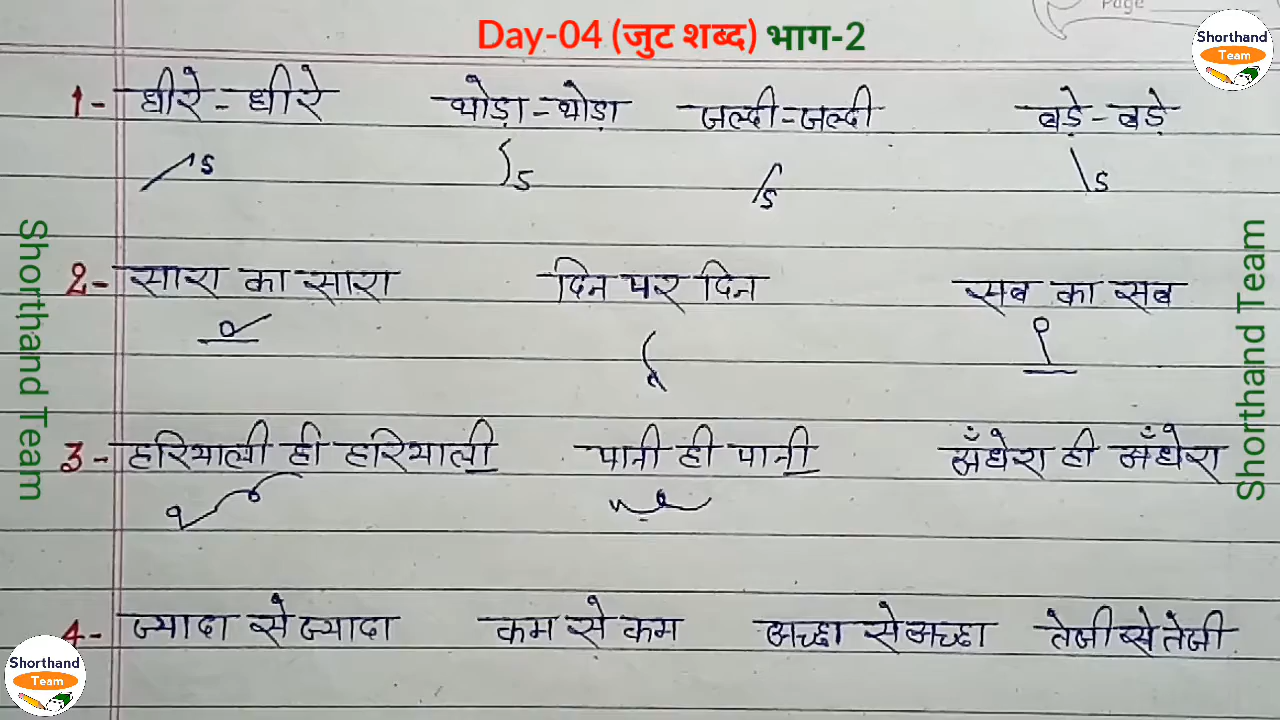 Page
Day-04 (जुट शब्द) भाग-2
Shorthand
Team
1- धीरे-धीरे थोड़ा-थोड़ा जल्दी-जल्दी बड़े-बड़े
2- सारा का सारा दिन पर दिन सब का सब
Shorthand Team
Shorthand Team
3- हरियाली ही हरियाली पानी ही पानी अँधेरा ही अँधेरा
4- ज्यादा से ज्यादा कम से कम अच्छा से अच्छा तेजी से तेजी
Shorthand
Team